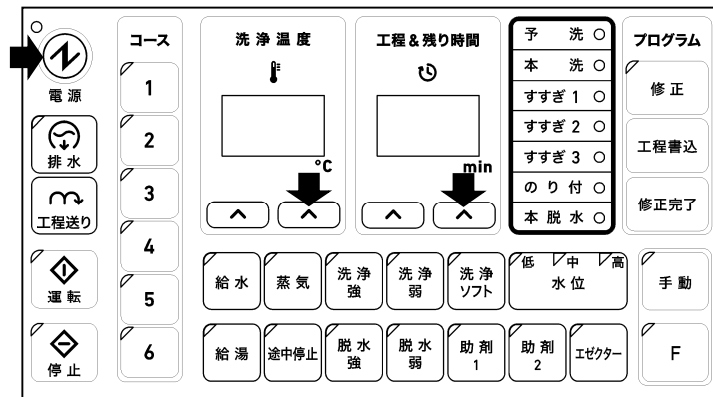 電源
排水
工程送り
運転
停止
コース
1
2
3
4
5
6
洗浄温度
°C
工程&残り時間
min
予 洗
本 洗
すすぎ 1
すすぎ 2
すすぎ 3
のり付
本脱水
プログラム
修正
工程書込
修正完了
給水
蒸気
洗浄
強
洗浄
弱
洗浄
ソフト
低 中 高
水位
手動
給湯
途中停止
脱水
強
脱水
弱
助剤
1
助剤
2
エゼクター
F